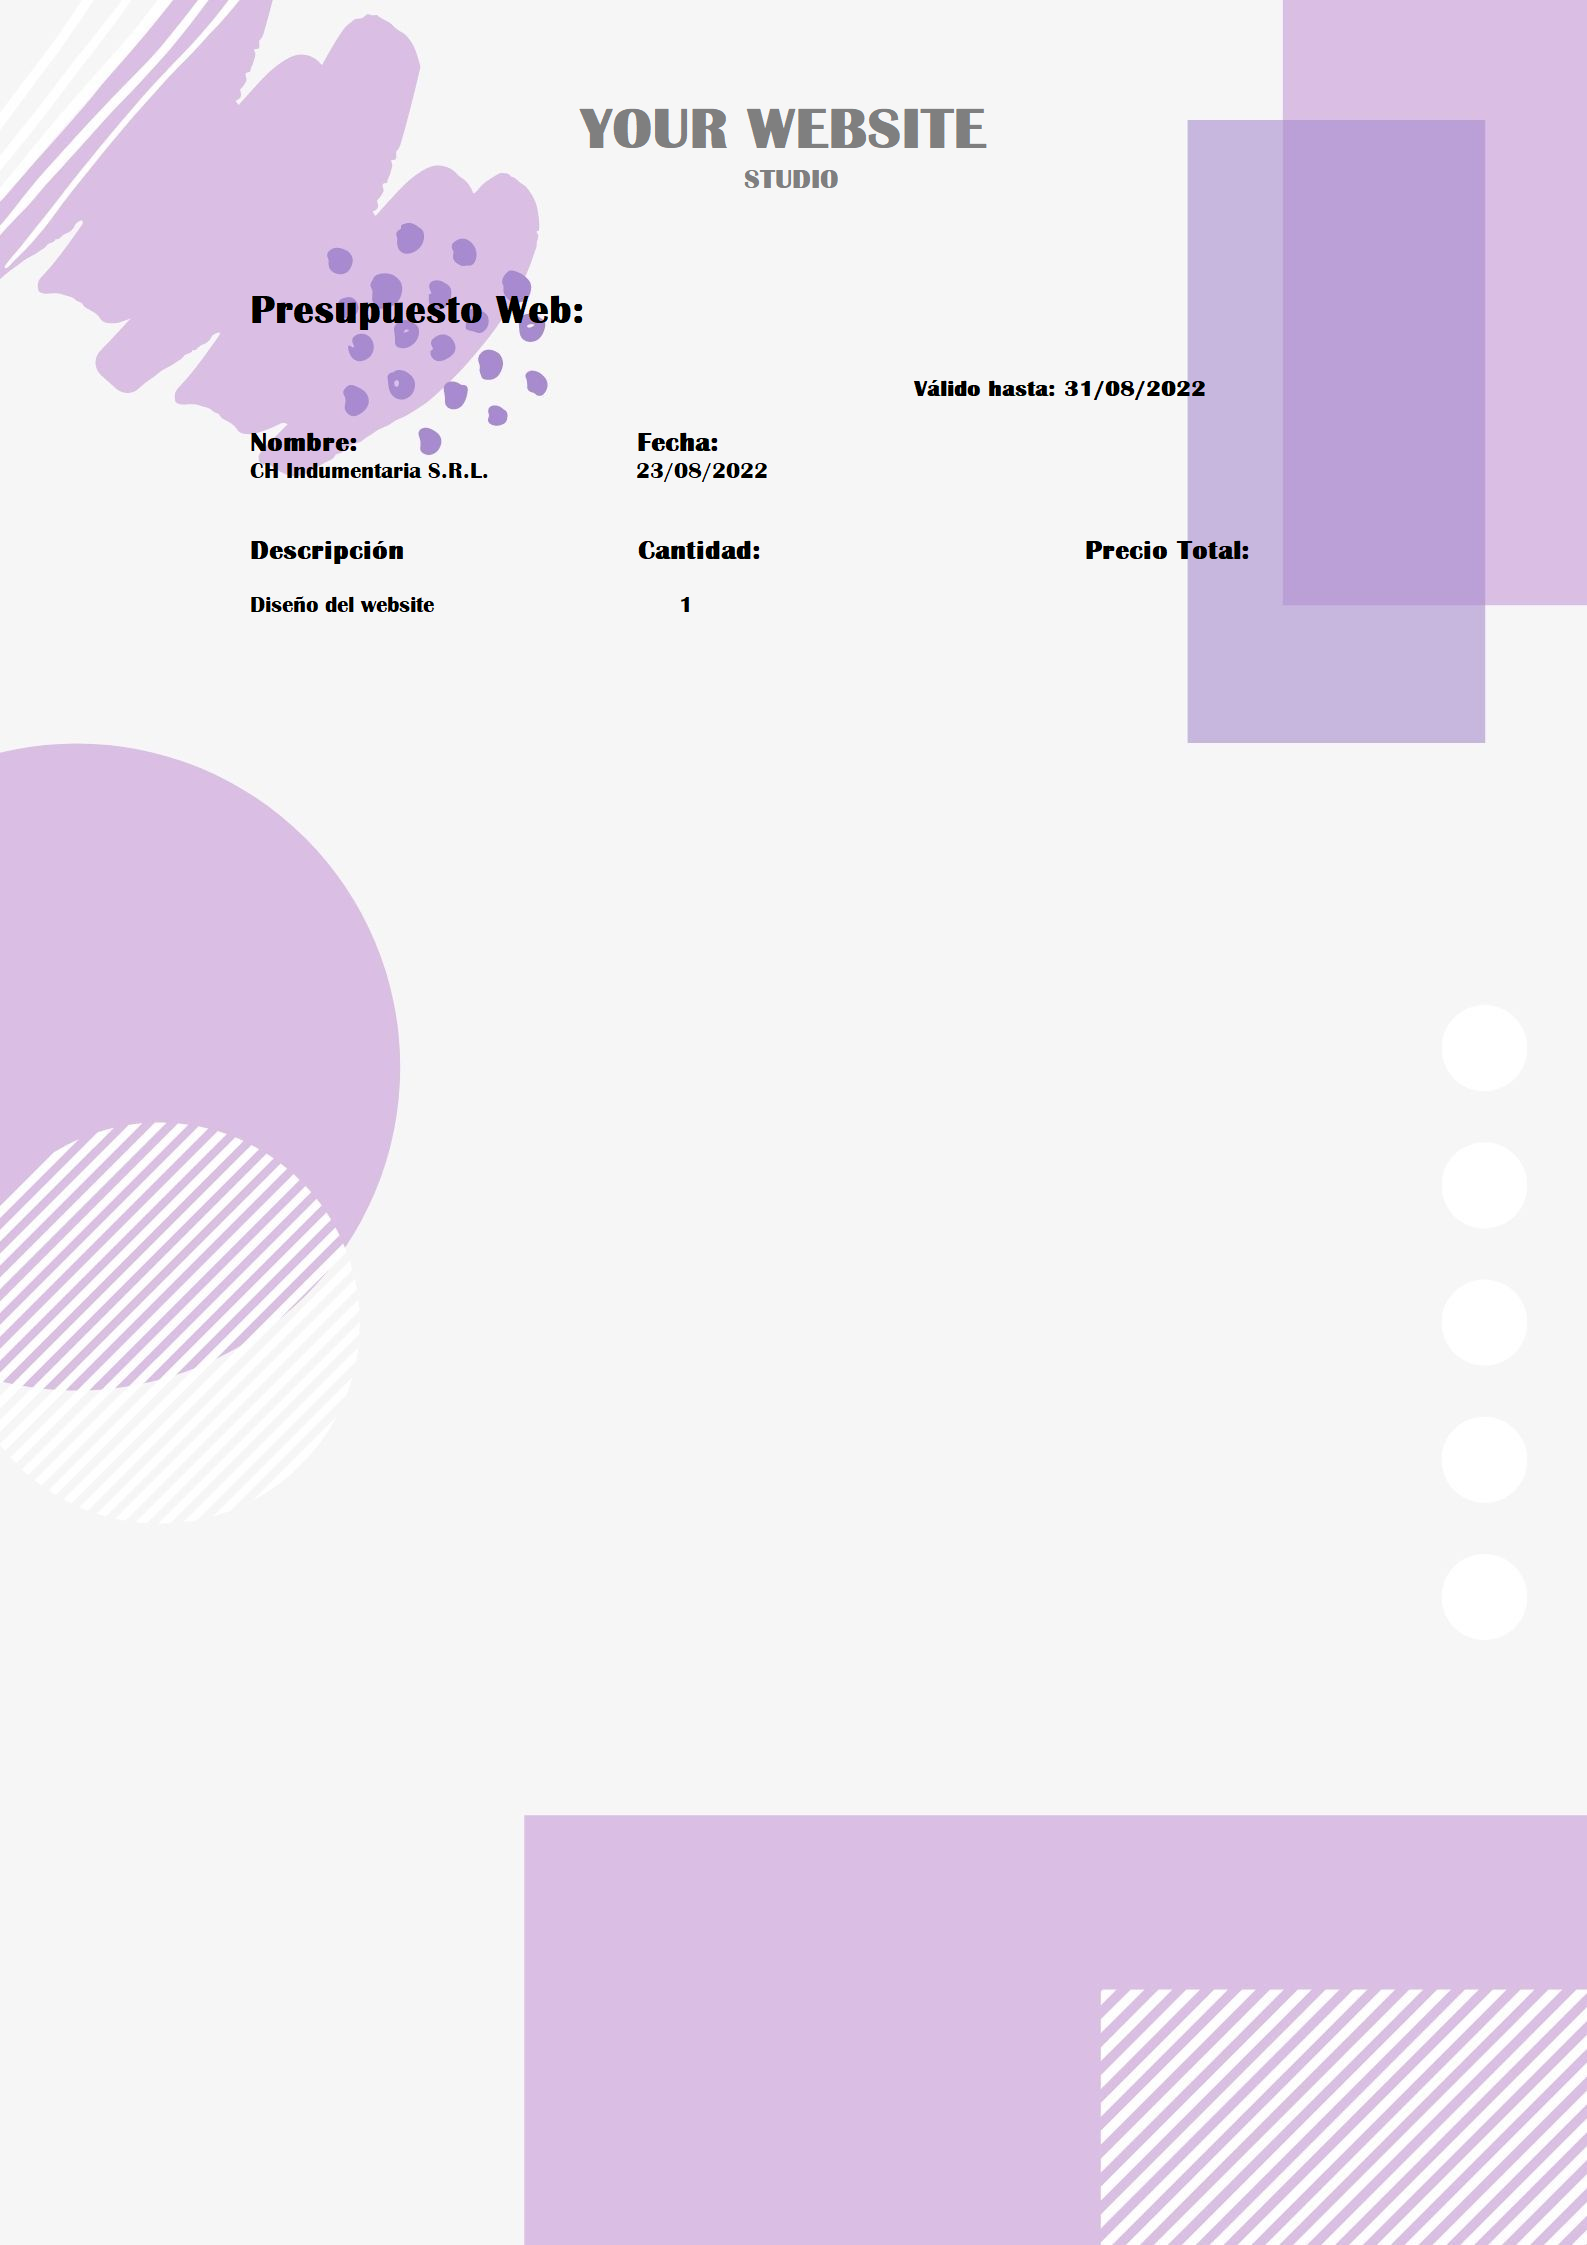 YOUR WEBSITE
STUDIO
Presupuesto Web:
Válido hasta: 31/08/2022
Nombre: Fecha:
CH Indumentaria S.R.L. 23/08/2022
Descripción Cantidad: Precio Total:
Diseño del website 1